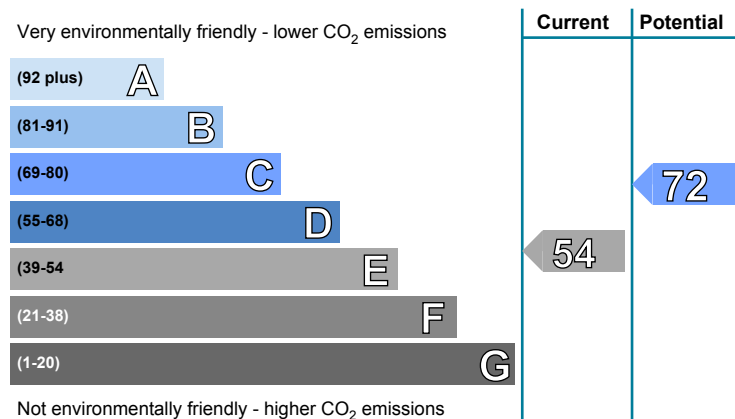 Very environmentally friendly - lower CO₂ emissions
Current
Potential
(92 plus) A
(81-91) B
(69-80) C
72
(55-68) D
(39-54 E
54
(21-38) F
(1-20) G
Not environmentally friendly - higher CO₂ emissions